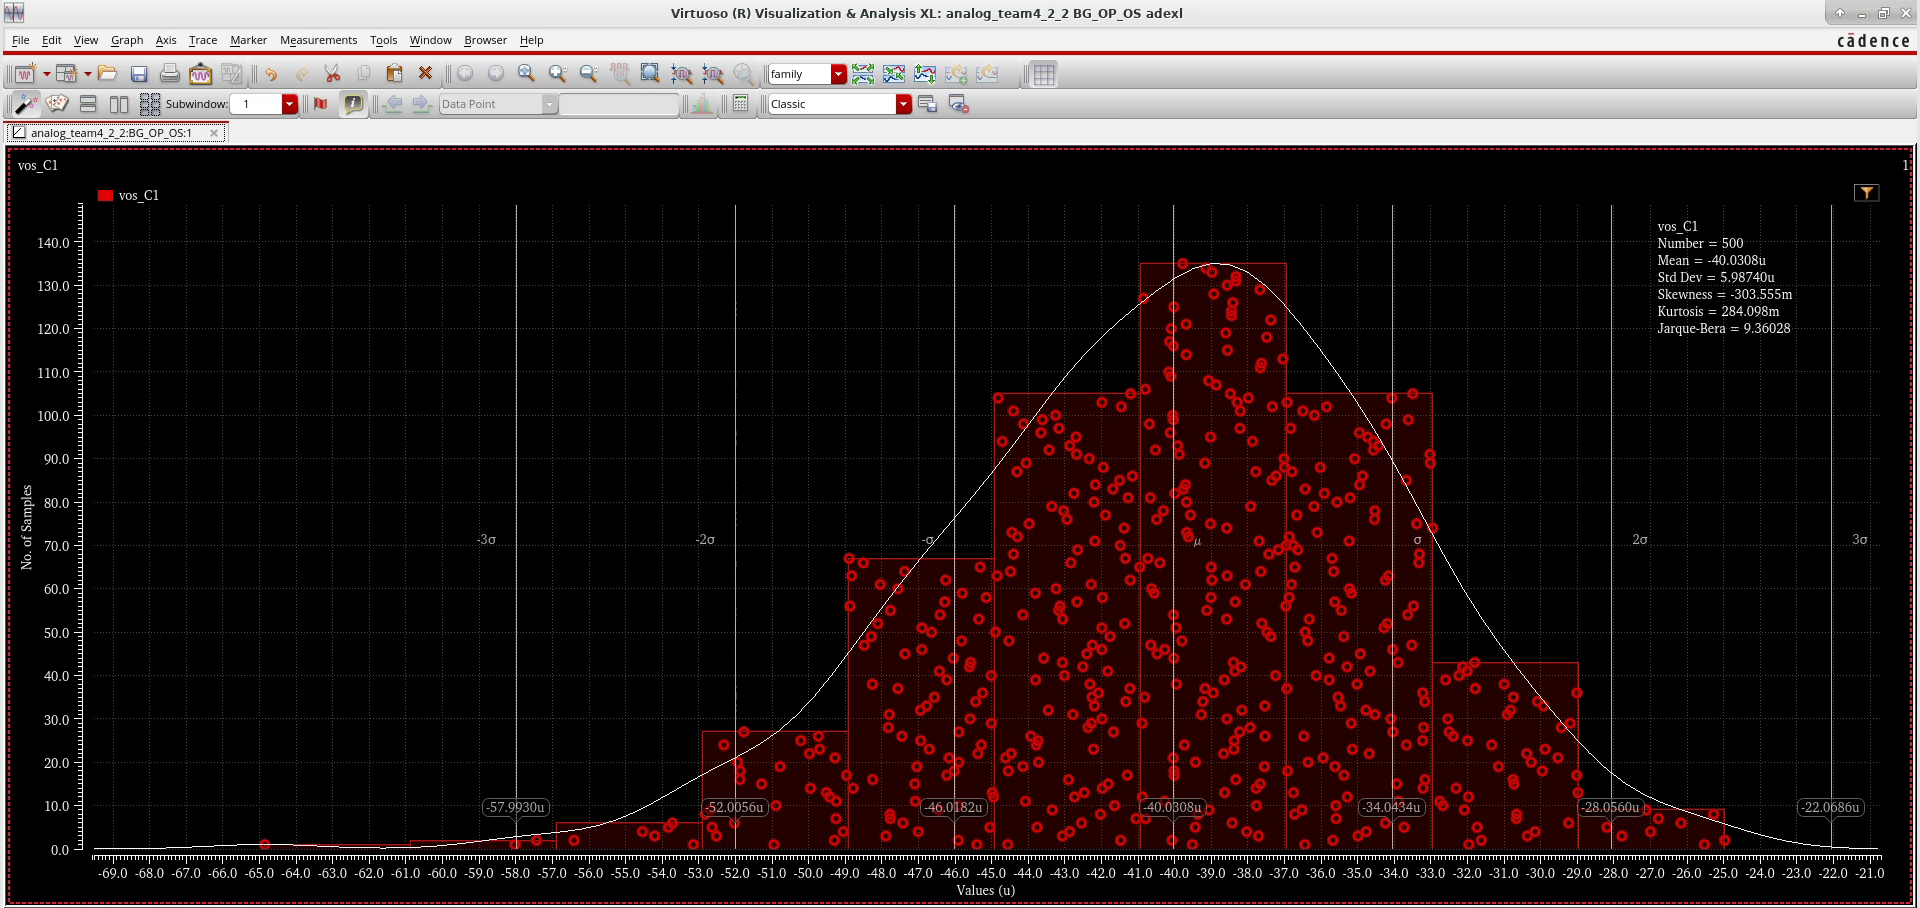 Virtuoso (R) Visualization & Analysis XL: analog_team4_2_2 BG_OP_OS adexl
File Edit View Graph Axis Trace Marker Measurements Tools Window Browser Help
cādence
family
Subwindow: 1
Data Point
Classic
analog_team4_2_2:BG_OP_OS:1
vos_C1
1
vos_C1
vos_C1
Number = 500
Mean = -40.0308u
Std Dev = 5.98740u
Skewness = -303.555m
Kurtosis = 284.098m
Jarque-Bera = 9.36028
140.0
130.0
120.0
110.0
100.0
90.0
80.0
70.0
60.0
50.0
40.0
30.0
20.0
10.0
0.0
No. of Samples
-3σ -2σ -σ μ σ 2σ 3σ
-57.9930u -52.0056u -46.0182u -40.0308u -34.0434u -28.0560u -22.0686u
-69.0 -68.0 -67.0 -66.0 -65.0 -64.0 -63.0 -62.0 -61.0 -60.0 -59.0 -58.0 -57.0 -56.0 -55.0 -54.0 -53.0 -52.0 -51.0 -50.0 -49.0 -48.0 -47.0 -46.0 -45.0 -44.0 -43.0 -42.0 -41.0 -40.0 -39.0 -38.0 -37.0 -36.0 -35.0 -34.0 -33.0 -32.0 -31.0 -30.0 -29.0 -28.0 -27.0 -26.0 -25.0 -24.0 -23.0 -22.0 -21.0
Values (u)